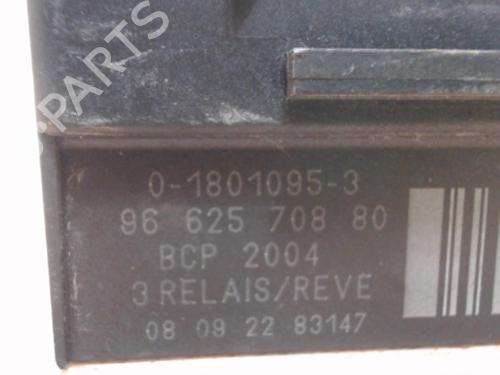 PARTS
0-1801095-3
96 625 708 80
BCP 2004
3 RELAIS/REVE
08 09 22 83147